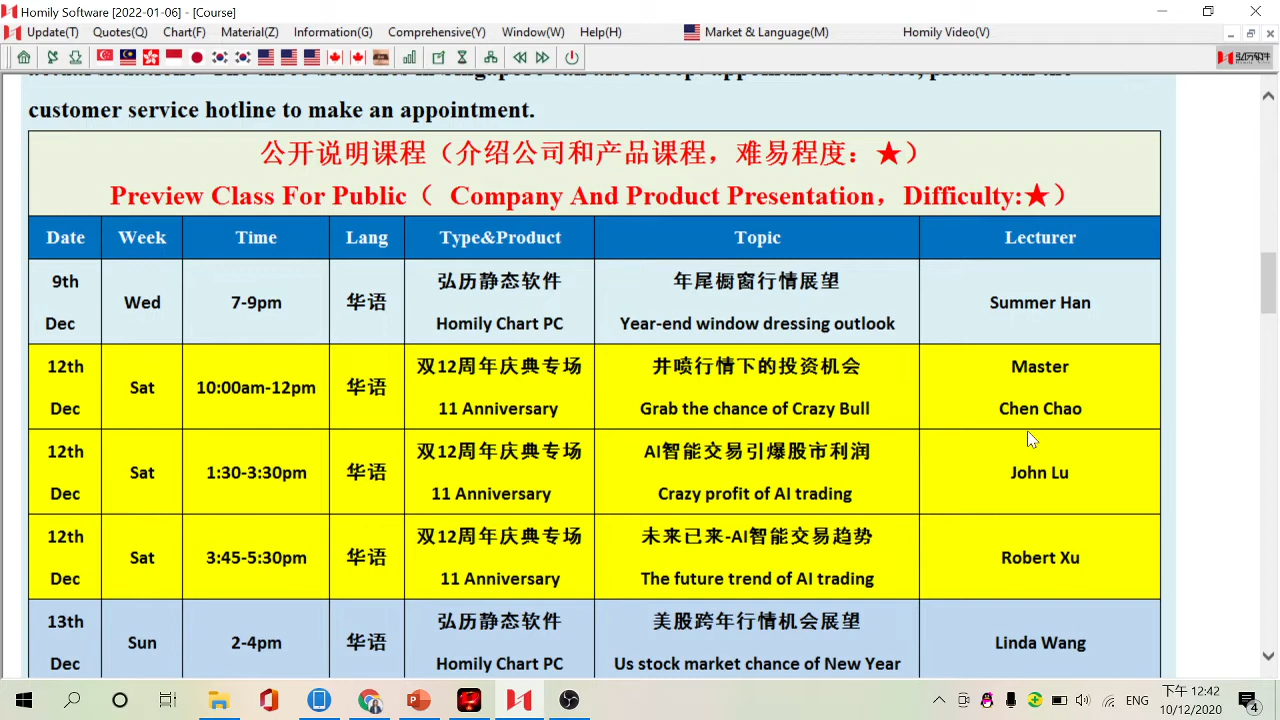 Homily Software [2022-01-06] - [Course]
Update(T) Quotes(Z) Chart(F) Material(Z) Information(G) Comprehensive(Y) Window(W) Help(H) Market & Language(M) Homily Video(V)
弘历软件
customer service hotline to make an appointment.
公开说明课程（介绍公司和产品课程，难易程度：★）
Preview Class For Public（ Company And Product Presentation，Difficulty:★）
Date Week Time Lang Type&Product Topic Lecturer
9th Dec Wed 7-9pm 华语 弘历静态软件 年尾橱窗行情展望 Summer Han
Homily Chart PC Year-end window dressing outlook
12th Dec Sat 10:00am-12pm 华语 双12周年庆典专场 井喷行情下的投资机会 Master
11 Anniversary Grab the chance of Crazy Bull Chen Chao
12th Dec Sat 1:30-3:30pm 华语 双12周年庆典专场 AI智能交易引爆股市利润 John Lu
11 Anniversary Crazy profit of AI trading
12th Dec Sat 3:45-5:30pm 华语 双12周年庆典专场 未来已来-AI智能交易趋势 Robert Xu
11 Anniversary The future trend of AI trading
13th Dec Sun 2-4pm 华语 弘历静态软件 美股跨年行情机会展望 Linda Wang
Homily Chart PC Us stock market chance of New Year
ENG 下午 12:42
10/12/2020 4